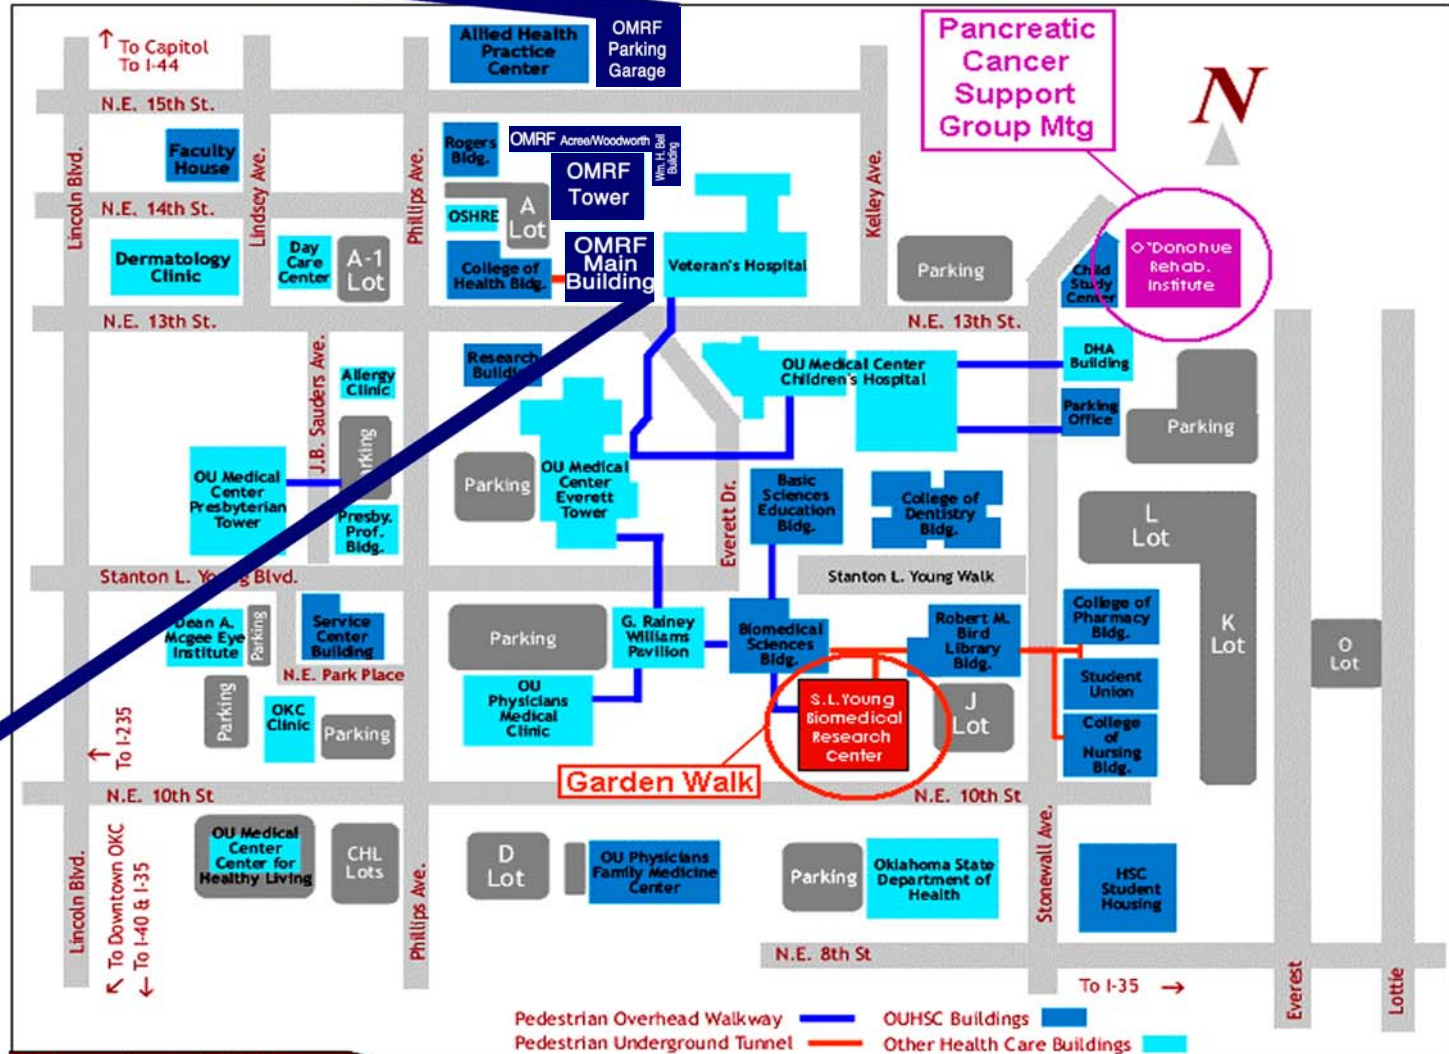 To Capitol
To I-44
Allied Health
Practice
Center
OMRF
Parking
Garage
Pancreatic
Cancer
Support
Group Mtg
N
N.E. 15th St.
Lincoln Blvd.
Faculty
House
Lindsey Ave.
Phillips Ave.
Rogers
Bldg.
OMRF Acree/Woodworth
Wm. H. Bell
Building
OMRF
Tower
Kelley Ave.
N.E. 14th St.
OSHRE
A
Lot
Dermatology
Clinic
Day
Care
Center
A-1
Lot
College of
Health Bldg.
OMRF
Main
Building
Veteran's Hospital
Parking
Child
Study
Center
O'Donohue
Rehab.
Institute
N.E. 13th St.
N.E. 13th St.
J.B. Sauders Ave.
Allergy
Clinic
Research
Building
OU Medical Center
Children's Hospital
DHA
Building
Parking
Office
Parking
Parking
OU Medical
Center
Presbyterian
Tower
Presby.
Prof.
Bldg.
Parking
OU Medical
Center
Everett
Tower
Everett Dr.
Basic
Sciences
Education
Bldg.
College of
Dentistry
Bldg.
L
Lot
Stanton L. Young Blvd.
Stanton L. Young Walk
Dean A.
Mcgee Eye
Institute
Parking
Service
Center
Building
N.E. Park Place
Parking
G. Rainey
Williams
Pavilion
Biomedical
Sciences
Bldg.
Robert M.
Bird
Library
Bldg.
College of
Pharmacy
Bldg.
K
Lot
O
Lot
Student
Union
College
of
Nursing
Bldg.
To I-235
Parking
OKC
Clinic
Parking
OU
Physicians
Medical
Clinic
S.L.Young
Biomedical
Research
Center
J
Lot
Garden Walk
N.E. 10th St
N.E. 10th St
Lincoln Blvd.
To Downtown OKC
To I-40 & I-35
OU Medical
Center
Center for
Healthy Living
CHL
Lots
Phillips Ave.
D
Lot
OU Physicians
Family Medicine
Center
Parking
Oklahoma State
Department of
Health
Stonewall Ave.
HSC
Student
Housing
N.E. 8th St
To I-35
Everest
Lottie
Pedestrian Overhead Walkway
OUHSC Buildings
Pedestrian Underground Tunnel
Other Health Care Buildings